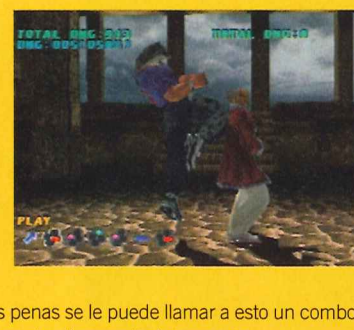 TOTAL DMG:
TOTAL DMG:0
DMG:
PLAY
s penas se le puede llamar a esto un combo